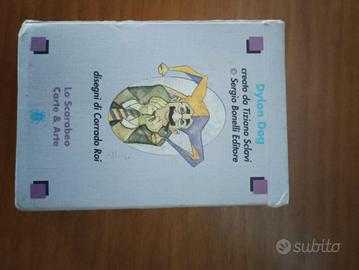 Dylan Dog
creato da Tiziano Sclavi
© Sergio Bonelli Editore
disegni di Corrado Roi
Lo Scarabeo
Carte & Arte
subito